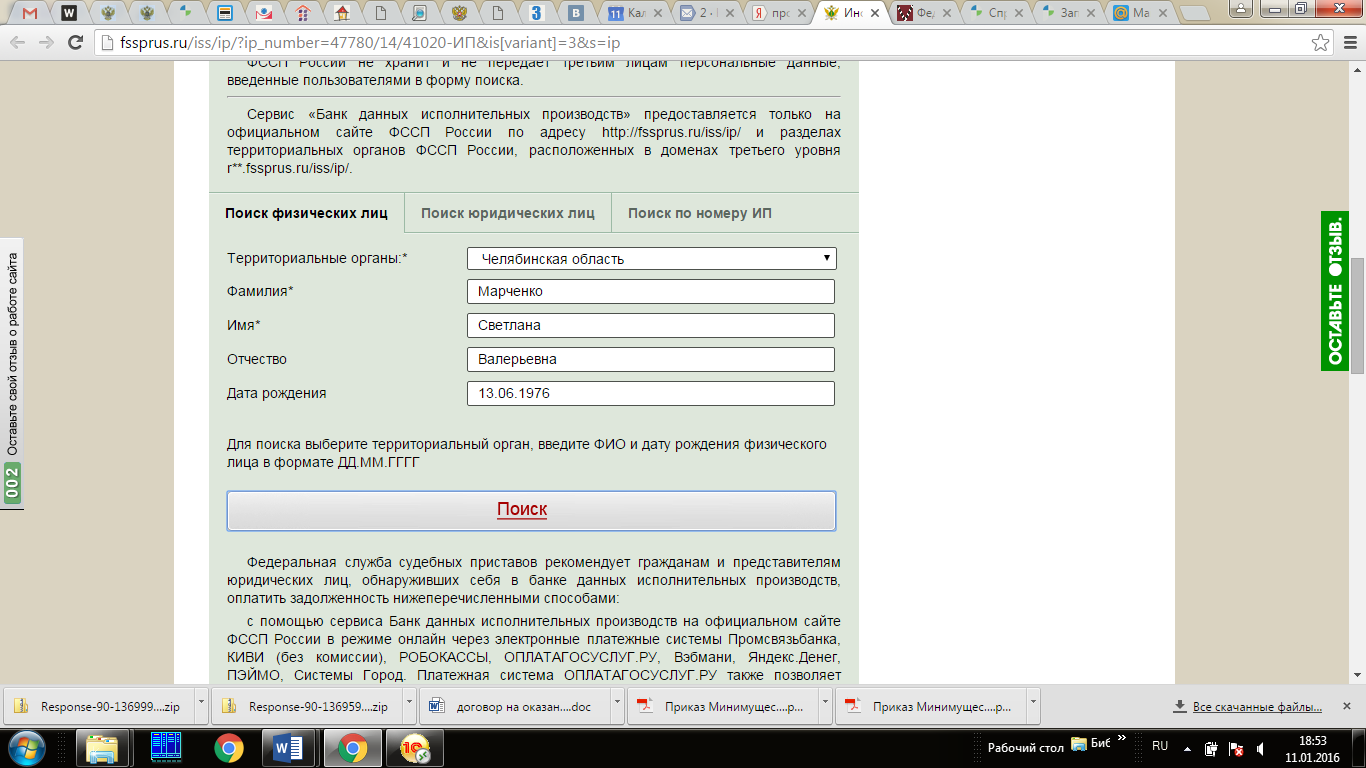 W
3
B
Кал
2 -
про
Инс
Фед
Спр
Зап
Ма
fssprus.ru/iss/ip/?ip_number=47780/14/41020-ИП&is[variant]=3&s=ip
ФССП России не хранит и не передает третьим лицам персональные данные,
введенные пользователями в форму поиска.
Сервис «Банк данных исполнительных производств» предоставляется только на
официальном сайте ФССП России по адресу http://fssprus.ru/iss/ip/ и разделах
территориальных органов ФССП России, расположенных в доменах третьего уровня
r**.fssprus.ru/iss/ip/.
Поиск физических лиц
Поиск юридических лиц
Поиск по номеру ИП
Территориальные органы:*
Челябинская область
Фамилия*
Марченко
Имя*
Светлана
Отчество
Валерьевна
Дата рождения
13.06.1976
Для поиска выберите территориальный орган, введите ФИО и дату рождения физического
лица в формате ДД.ММ.ГГГГ
Поиск
Федеральная служба судебных приставов рекомендует гражданам и представителям
юридических лиц, обнаруживших себя в банке данных исполнительных производств,
оплатить задолженность нижеперечисленными способами:
с помощью сервиса Банк данных исполнительных производств на официальном сайте
ФССП России в режиме онлайн через электронные платежные системы Промсвязьбанка,
КИВИ (без комиссии), РОБОКАССЫ, ОПЛАТАГОСУСЛУГ.РУ, Вэбмани, Яндекс.Денег,
ПЭЙМО, Системы Город. Платежная система ОПЛАТАГОСУСЛУГ.РУ также позволяет
Оставьте свой отзыв о работе сайта
002
ОСТАВЬТЕ ОТЗЫВ.
Response-90-136999....zip
Response-90-136959....zip
договор на оказан....doc
Приказ Минимущес....p...
Приказ Минимущес....p...
Все скачанные файлы...
Рабочий стол
Биб
RU
18:53
11.01.2016